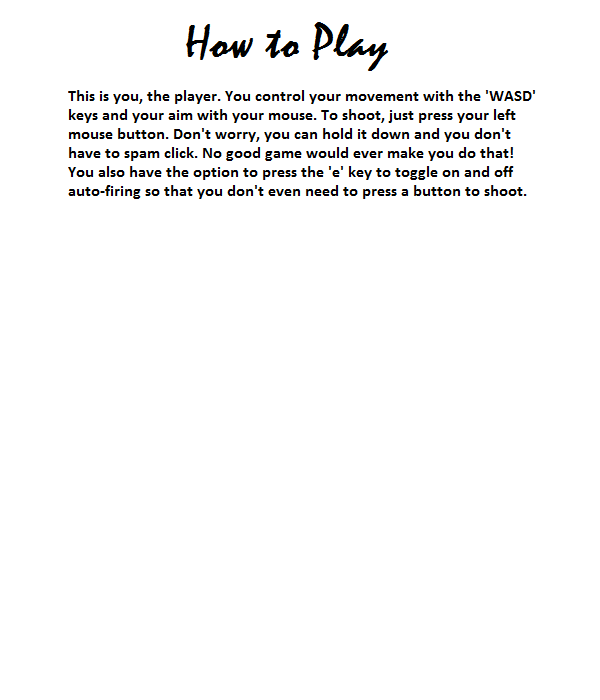 How to Play
This is you, the player. You control your movement with the 'WASD'
keys and your aim with your mouse. To shoot, just press your left
mouse button. Don't worry, you can hold it down and you don't
have to spam click. No good game would ever make you do that!
You also have the option to press the 'e' key to toggle on and off
auto-firing so that you don't even need to press a button to shoot.